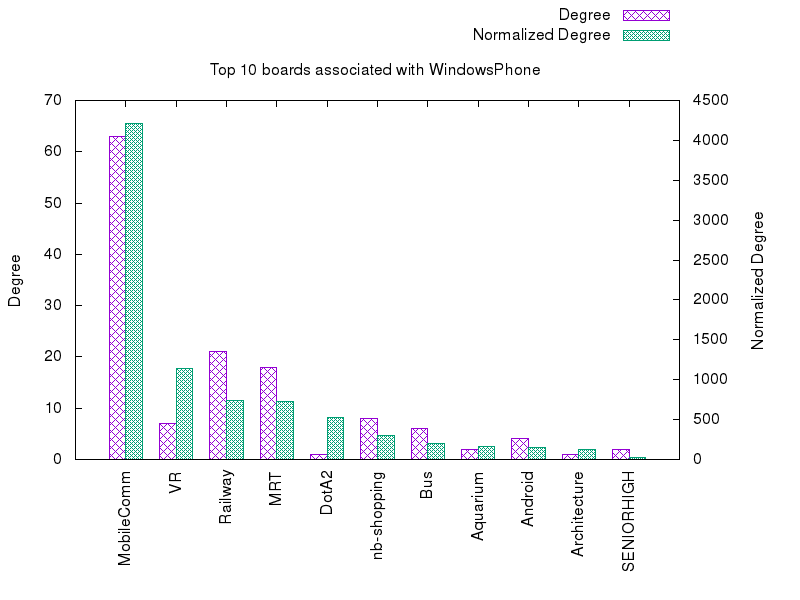 Degree
Normalized Degree
Top 10 boards associated with WindowsPhone
70
60
50
40
30
20
10
0
4500
4000
3500
3000
2500
2000
1500
1000
500
0
Degree
Normalized Degree
MobileComm
VR
Railway
MRT
DotA2
nb-shopping
Bus
Aquarium
Android
Architecture
SENIORHIGH